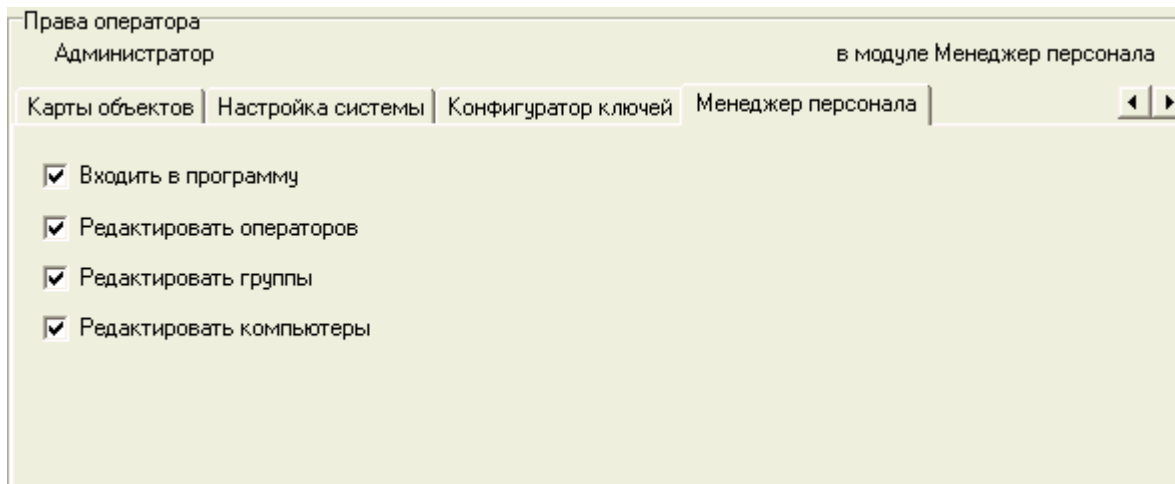 Права оператора
Администратор в модуле Менеджер персонала
Карты объектов Настройка системы Конфигуратор ключей Менеджер персонала
Входить в программу
Редактировать операторов
Редактировать группы
Редактировать компьютеры